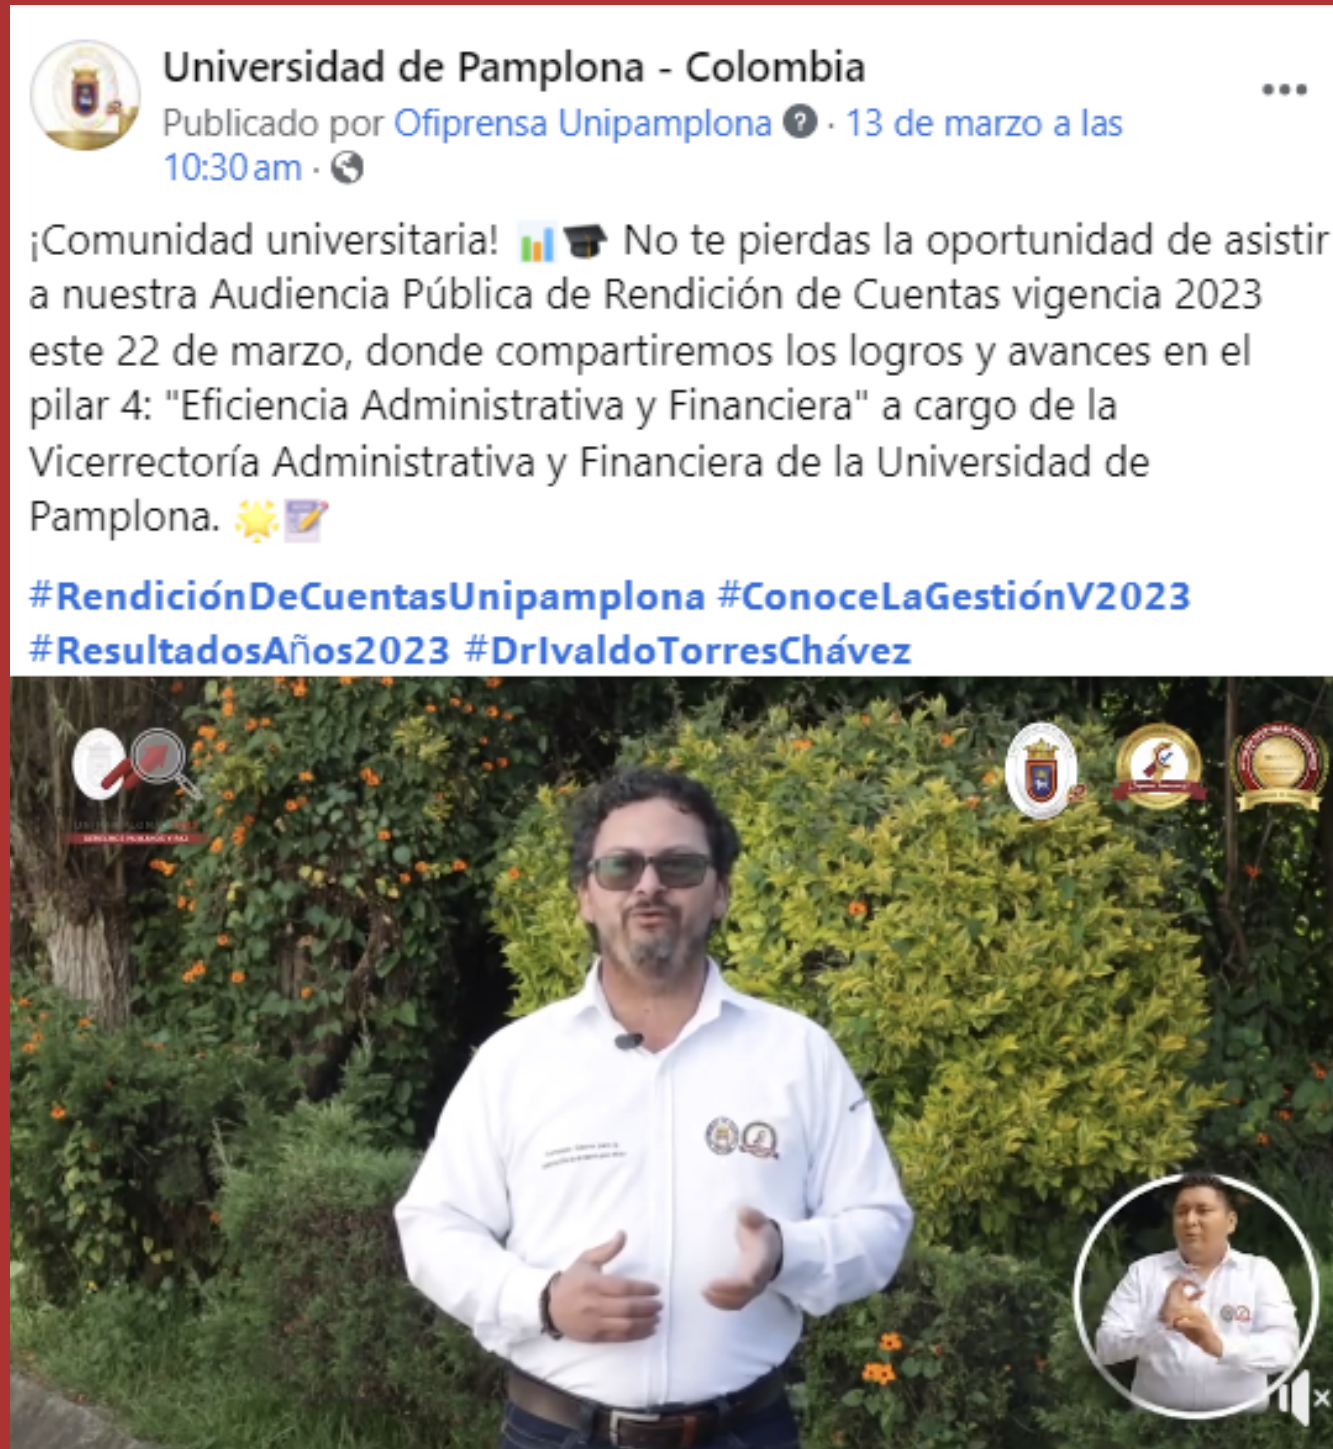 Universidad de Pamplona - Colombia
Publicado por Ofiprensa Unipamplona · 13 de marzo a las
10:30 am ·
¡Comunidad universitaria! 📊🎓 No te pierdas la oportunidad de asistir
a nuestra Audiencia Pública de Rendición de Cuentas vigencia 2023
este 22 de marzo, donde compartiremos los logros y avances en el
pilar 4: "Eficiencia Administrativa y Financiera" a cargo de la
Vicerrectoría Administrativa y Financiera de la Universidad de
Pamplona. 🌟📝
#RendiciónDeCuentasUnipamplona #ConoceLaGestiónV2023
#ResultadosAños2023 #DrIvaldoTorresChávez